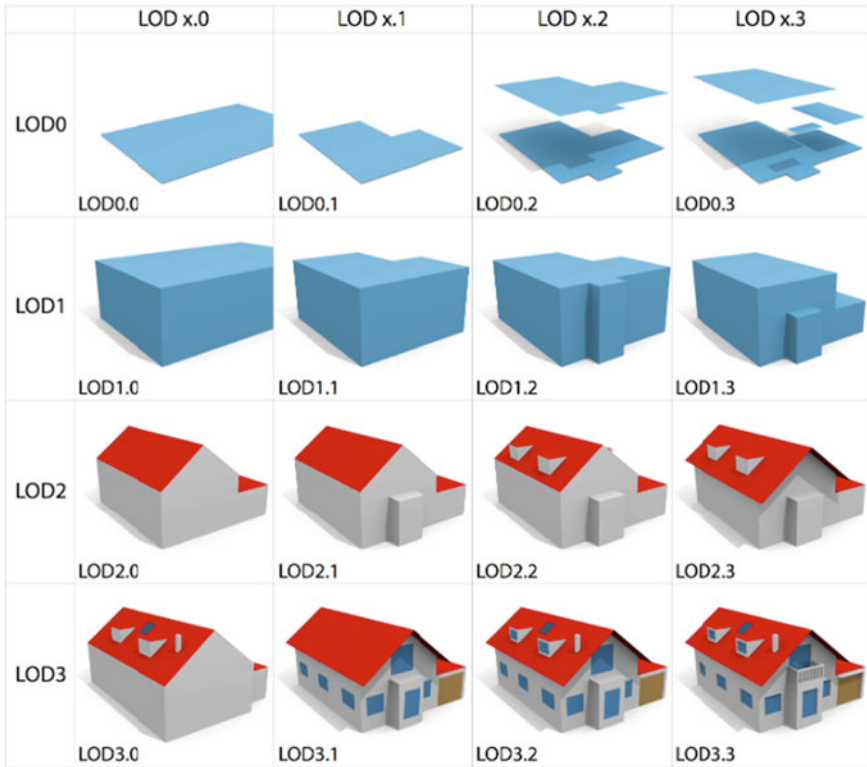 LOD x.0 LOD x.1 LOD x.2 LOD x.3
LOD0
LOD0.0 LOD0.1 LOD0.2 LOD0.3
LOD1
LOD1.0 LOD1.1 LOD1.2 LOD1.3
LOD2
LOD2.0 LOD2.1 LOD2.2 LOD2.3
LOD3
LOD3.0 LOD3.1 LOD3.2 LOD3.3